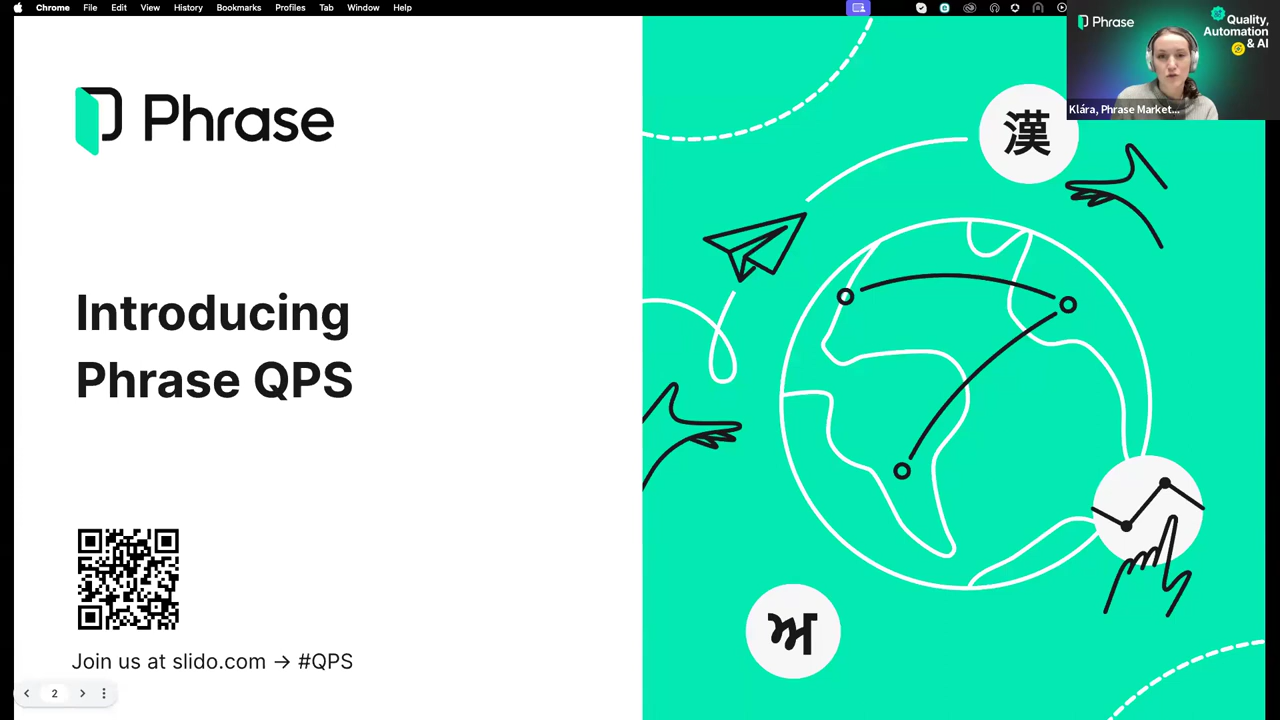 Chrome File Edit View History Bookmarks Profiles Tab Window Help
Phrase
Quality,
Automation
& AI
Klára, Phrase Market...
Phrase
漢
Introducing
Phrase QPS
ਅ
Join us at slido.com → #QPS
2